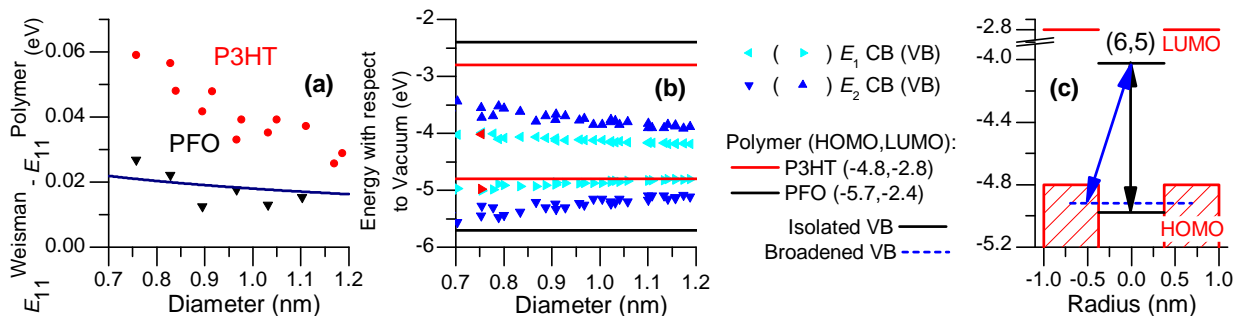 E₁₁ Weisman - E₁₁ Polymer (eV)
0.06
0.04
0.02
0.00
P3HT
(a)
PFO
0.7 0.8 0.9 1.0 1.1 1.2
Diameter (nm)
Energy with respect
to Vacuum (eV)
-2
-3
-4
-5
-6
(b)
0.7 0.8 0.9 1.0 1.1 1.2
Diameter (nm)
( ) E₁ CB (VB)
( ) E₂ CB (VB)
Polymer (HOMO,LUMO):
P3HT (-4.8,-2.8)
PFO (-5.7,-2.4)
Isolated VB
Broadened VB
-2.8
-4.0
-4.4
-4.8
-5.2
(6,5)
LUMO
(c)
HOMO
-1.0 -0.5 0.0 0.5 1.0
Radius (nm)